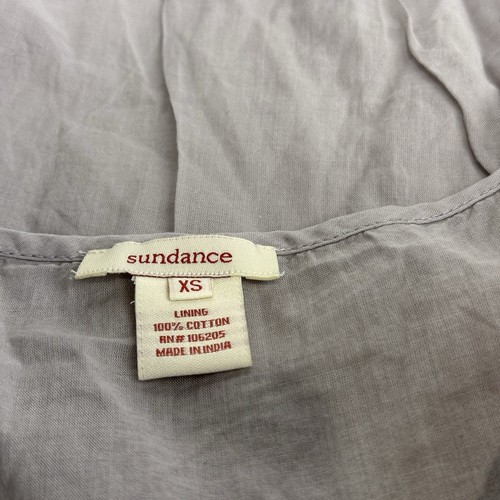 sundance
XS
LINING
100% COTTON
RN# 106205
MADE IN INDIA